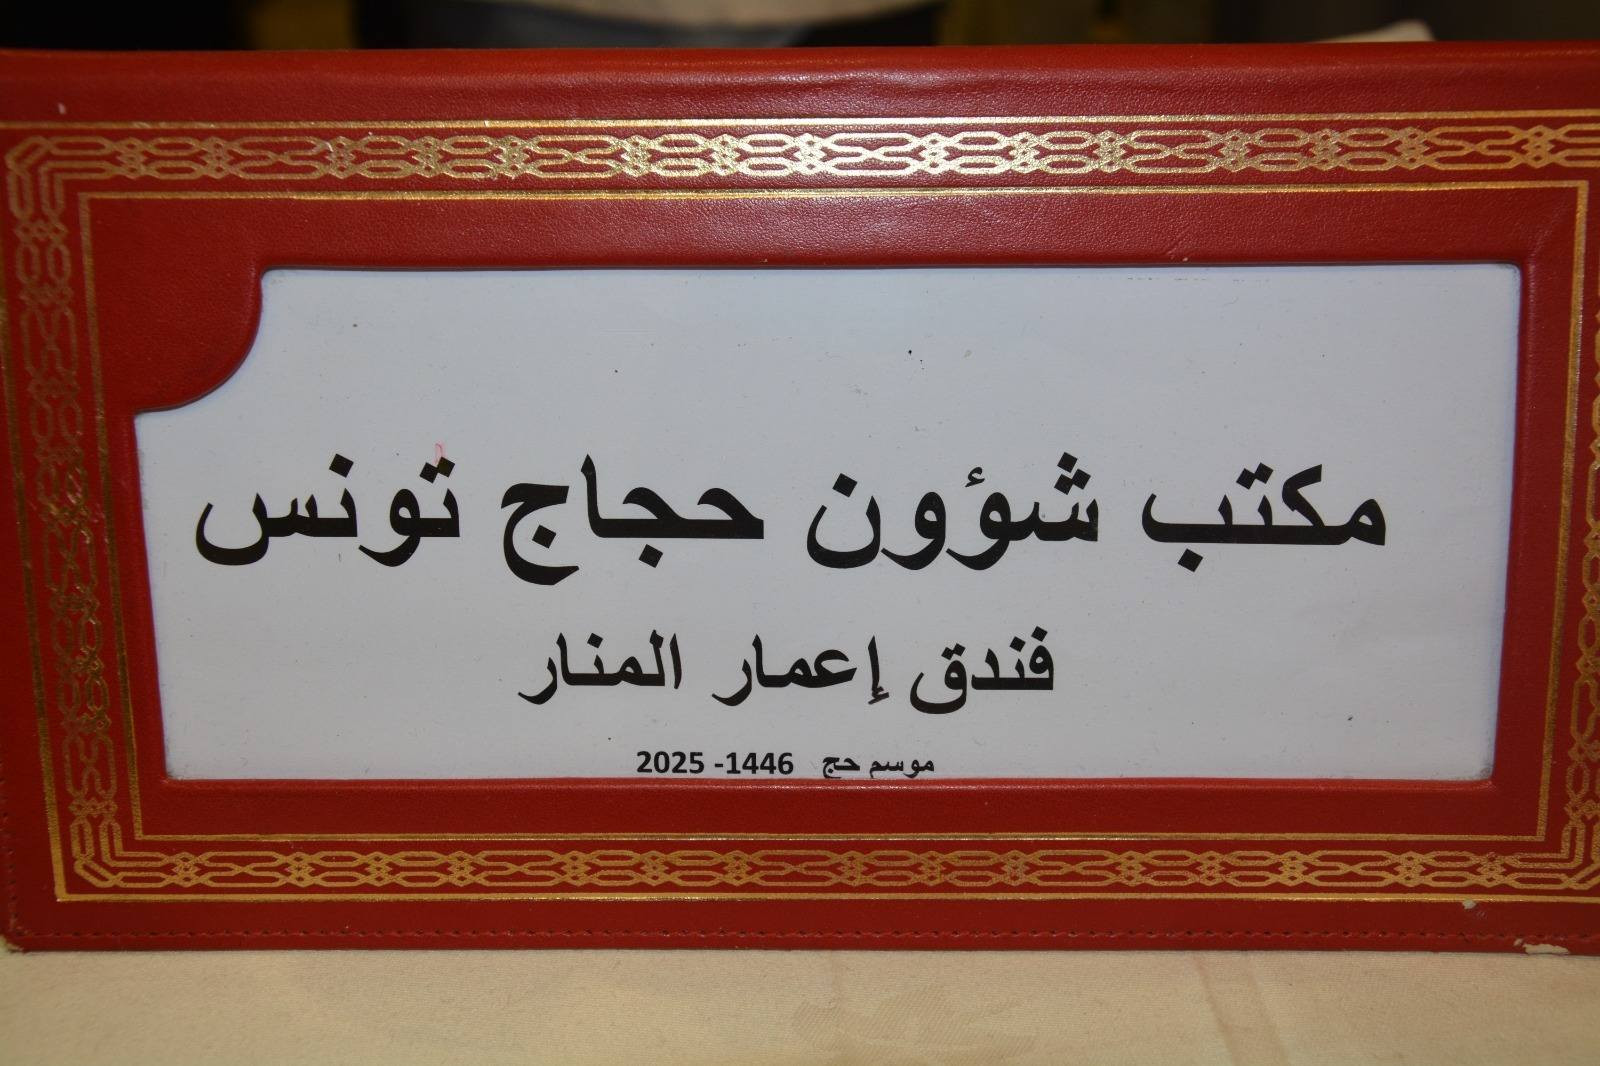 مكتب شؤون حجاج تونس
فندق إعمار المنار
موسم حج 1446- 2025